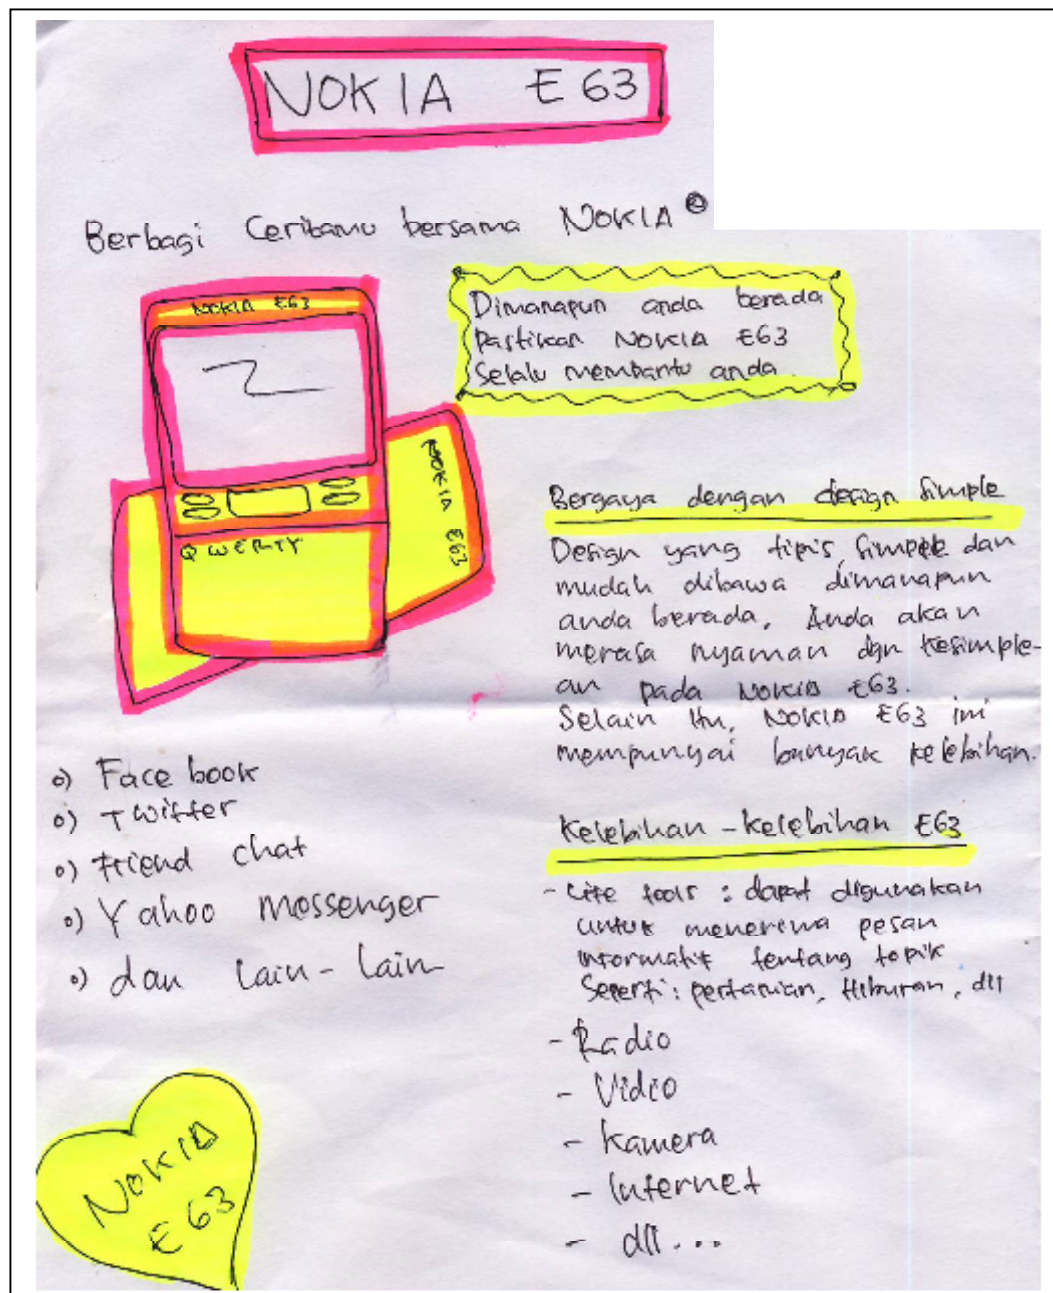 NOKIA E63
Berbagi Ceritamu bersama NOKIA
NOKIA E63
Dimanapun anda berada
Pastikan NOKIA E63
Selalu membantu anda.
NOKIA E63
QWERTY
Bergaya dengan design Simple
Design yang tipis, Simple dan
mudah dibawa dimanapun
anda berada, Anda akan
merasa nyaman dgn kesimple-
an pada NOKIA E63.
Selain itu, NOKIA E63 ini
mempunyai banyak kelebihan.
o) Face book
o) Twitter
o) Friend chat
o) Yahoo messenger
o) dan lain-lain
Kelebihan-kelebihan E63
- Life tools : dapat digunakan
untuk menerima pesan
informatif tentang topik
Seperti : pertanian, Hiburan, dll
- Radio
- Vidio
- Kamera
- Internet
- dll...
NOKIA
E63